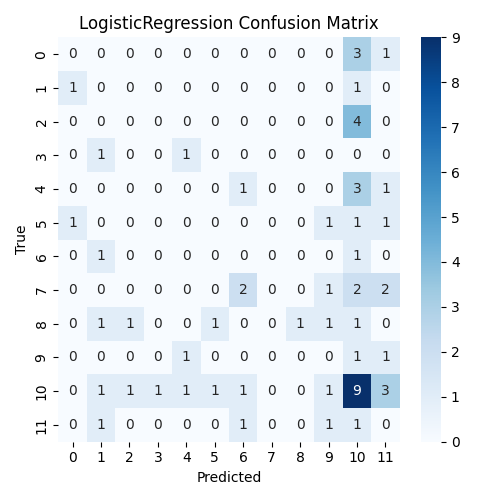 LogisticRegression Confusion Matrix
0 0 0 0 0 0 0 0 0 0 0 3 1
1 1 0 0 0 0 0 0 0 0 0 1 0
2 0 0 0 0 0 0 0 0 0 0 4 0
3 0 1 0 0 1 0 0 0 0 0 0 0
4 0 0 0 0 0 0 1 0 0 0 3 1
5 1 0 0 0 0 0 0 0 0 1 1 1
6 0 1 0 0 0 0 0 0 0 0 1 0
7 0 0 0 0 0 0 2 0 0 1 2 2
8 0 1 1 0 0 1 0 0 1 1 1 0
9 0 0 0 0 1 0 0 0 0 0 1 1
10 0 1 1 1 1 1 1 0 0 1 9 3
11 0 1 0 0 0 0 1 0 0 1 1 0
0 1 2 3 4 5 6 7 8 9 10 11
Predicted
True
9
8
7
6
5
4
3
2
1
0